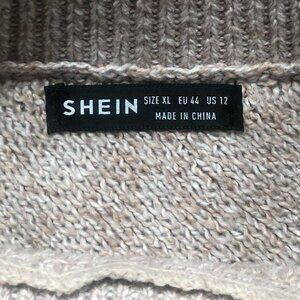 SHEIN SIZE XL EU 44 US 12
MADE IN CHINA